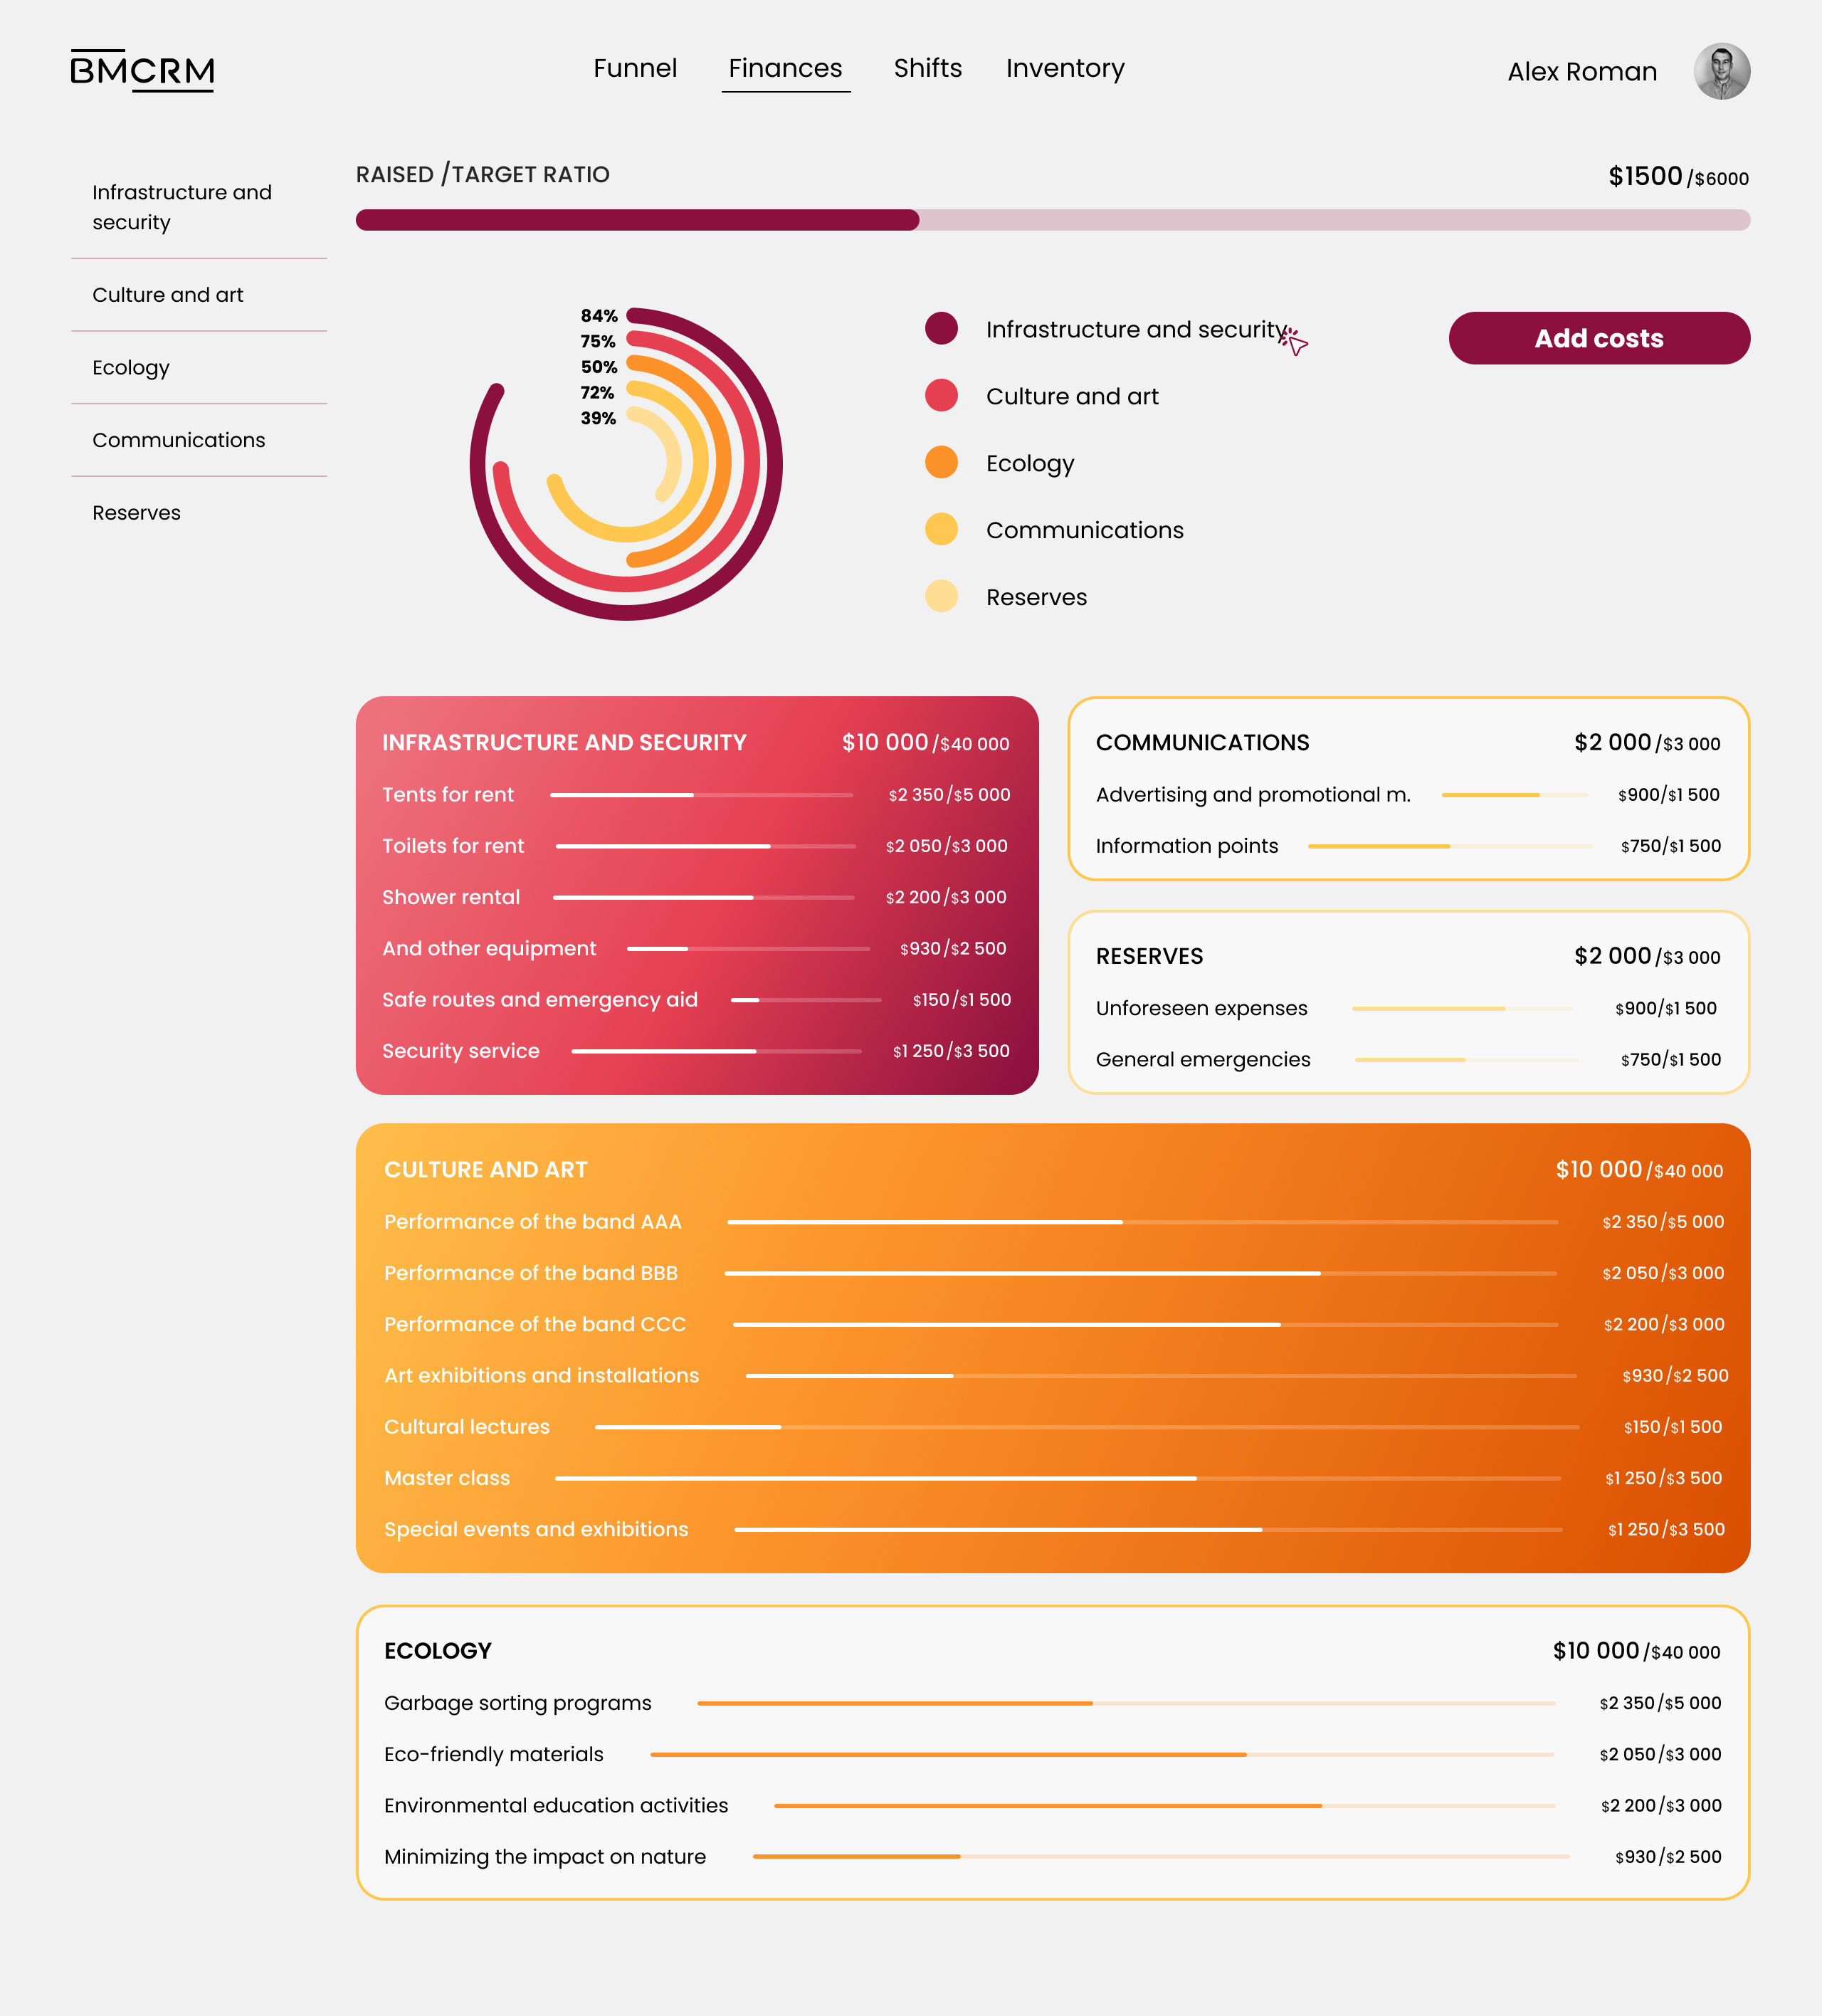 BMCRM
Funnel
Finances
Shifts
Inventory
Alex Roman
Infrastructure and
security
Culture and art
Ecology
Communications
Reserves
RAISED /TARGET RATIO
$1500/$6000
84%
75%
50%
72%
39%
Infrastructure and security
Culture and art
Ecology
Communications
Reserves
Add costs
INFRASTRUCTURE AND SECURITY $10 000/$40 000
Tents for rent $2 350/$5 000
Toilets for rent $2 050/$3 000
Shower rental $2 200/$3 000
And other equipment $930/$2 500
Safe routes and emergency aid $150/$1 500
Security service $1 250/$3 500
COMMUNICATIONS $2 000/$3 000
Advertising and promotional m. $900/$1 500
Information points $750/$1 500
RESERVES $2 000/$3 000
Unforeseen expenses $900/$1 500
General emergencies $750/$1 500
CULTURE AND ART $10 000/$40 000
Performance of the band AAA $2 350/$5 000
Performance of the band BBB $2 050/$3 000
Performance of the band CCC $2 200/$3 000
Art exhibitions and installations $930/$2 500
Cultural lectures $150/$1 500
Master class $1 250/$3 500
Special events and exhibitions $1 250/$3 500
ECOLOGY $10 000/$40 000
Garbage sorting programs $2 350/$5 000
Eco-friendly materials $2 050/$3 000
Environmental education activities $2 200/$3 000
Minimizing the impact on nature $930/$2 500